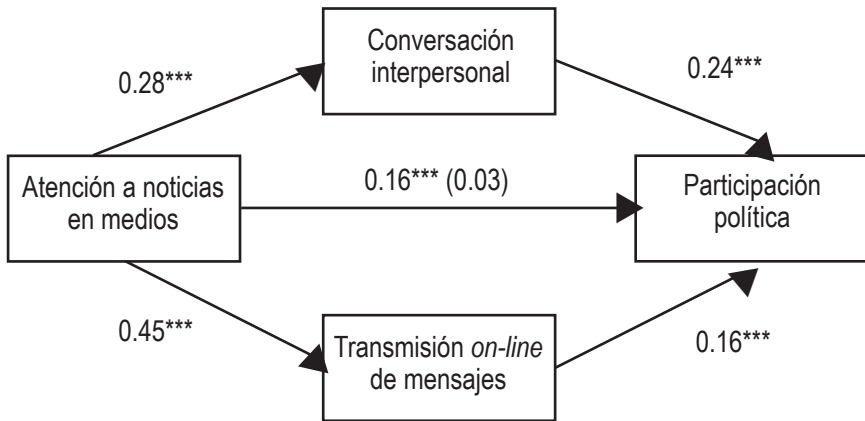 Conversación
interpersonal
0.28***
0.24***
Atención a noticias
en medios
0.16*** (0.03)
Participación
política
0.45***
Transmisión on-line
de mensajes
0.16***